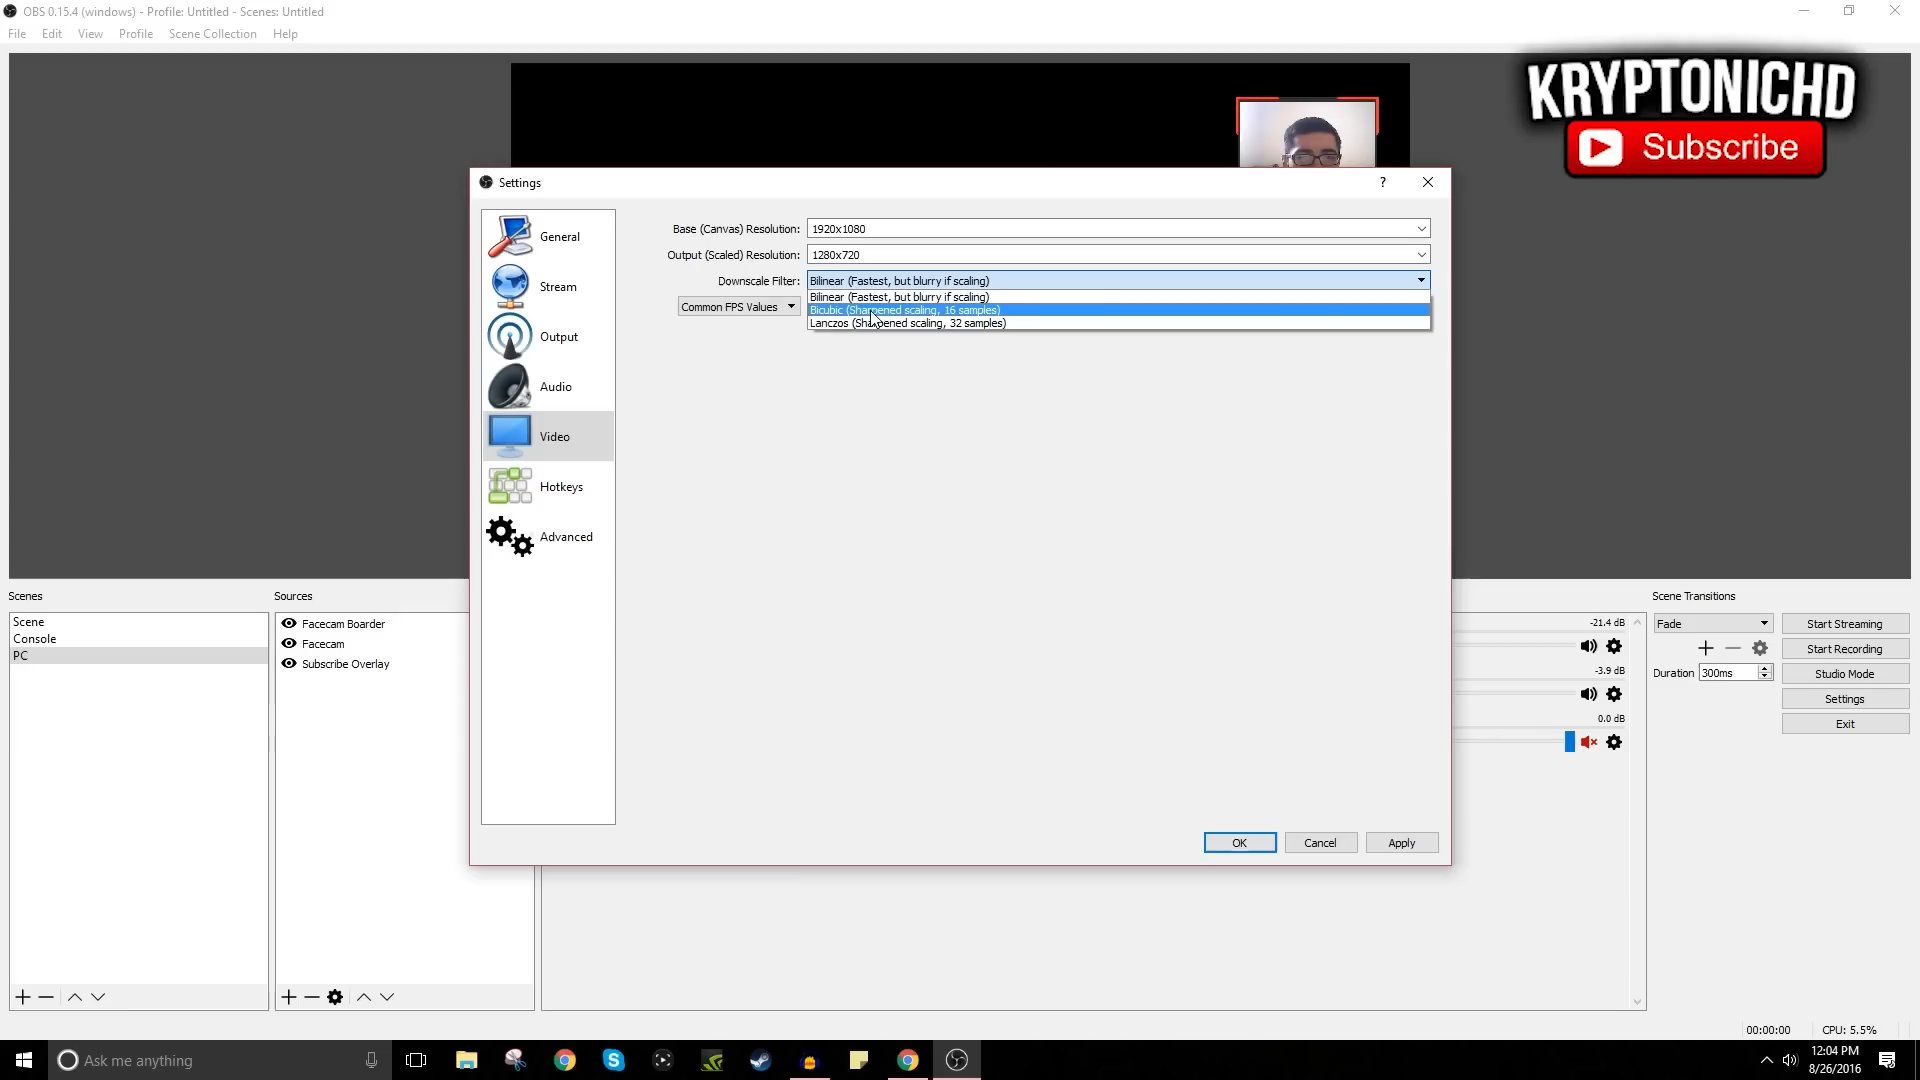 OBS 0.15.4 (windows) - Profile: Untitled - Scenes: Untitled
File Edit View Profile Scene Collection Help
KRYPTONICHD
Subscribe
Settings
?
General
Stream
Output
Audio
Video
Hotkeys
Advanced
Base (Canvas) Resolution: 1920x1080
Output (Scaled) Resolution: 1280x720
Downscale Filter: Bilinear (Fastest, but blurry if scaling)
Bilinear (Fastest, but blurry if scaling)
Common FPS Values
Bicubic (Sharpened scaling, 16 samples)
Lanczos (Sharpened scaling, 32 samples)
OK Cancel Apply
Scenes
Scene
Console
PC
Sources
Facecam Boarder
Facecam
Subscribe Overlay
-21.4 dB
-3.9 dB
0.0 dB
Scene Transitions
Fade
Duration 300ms
Start Streaming
Start Recording
Studio Mode
Settings
Exit
00:00:00 CPU: 5.5%
Ask me anything
12:04 PM
8/26/2016